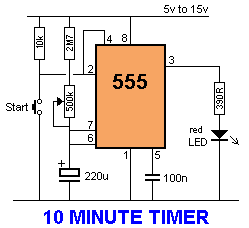 5v to 15v
10k
2M7
4
8
555
3
2
500k
390R
Start
7
6
red
LED
1
5
+
220u
100n
10 MINUTE TIMER